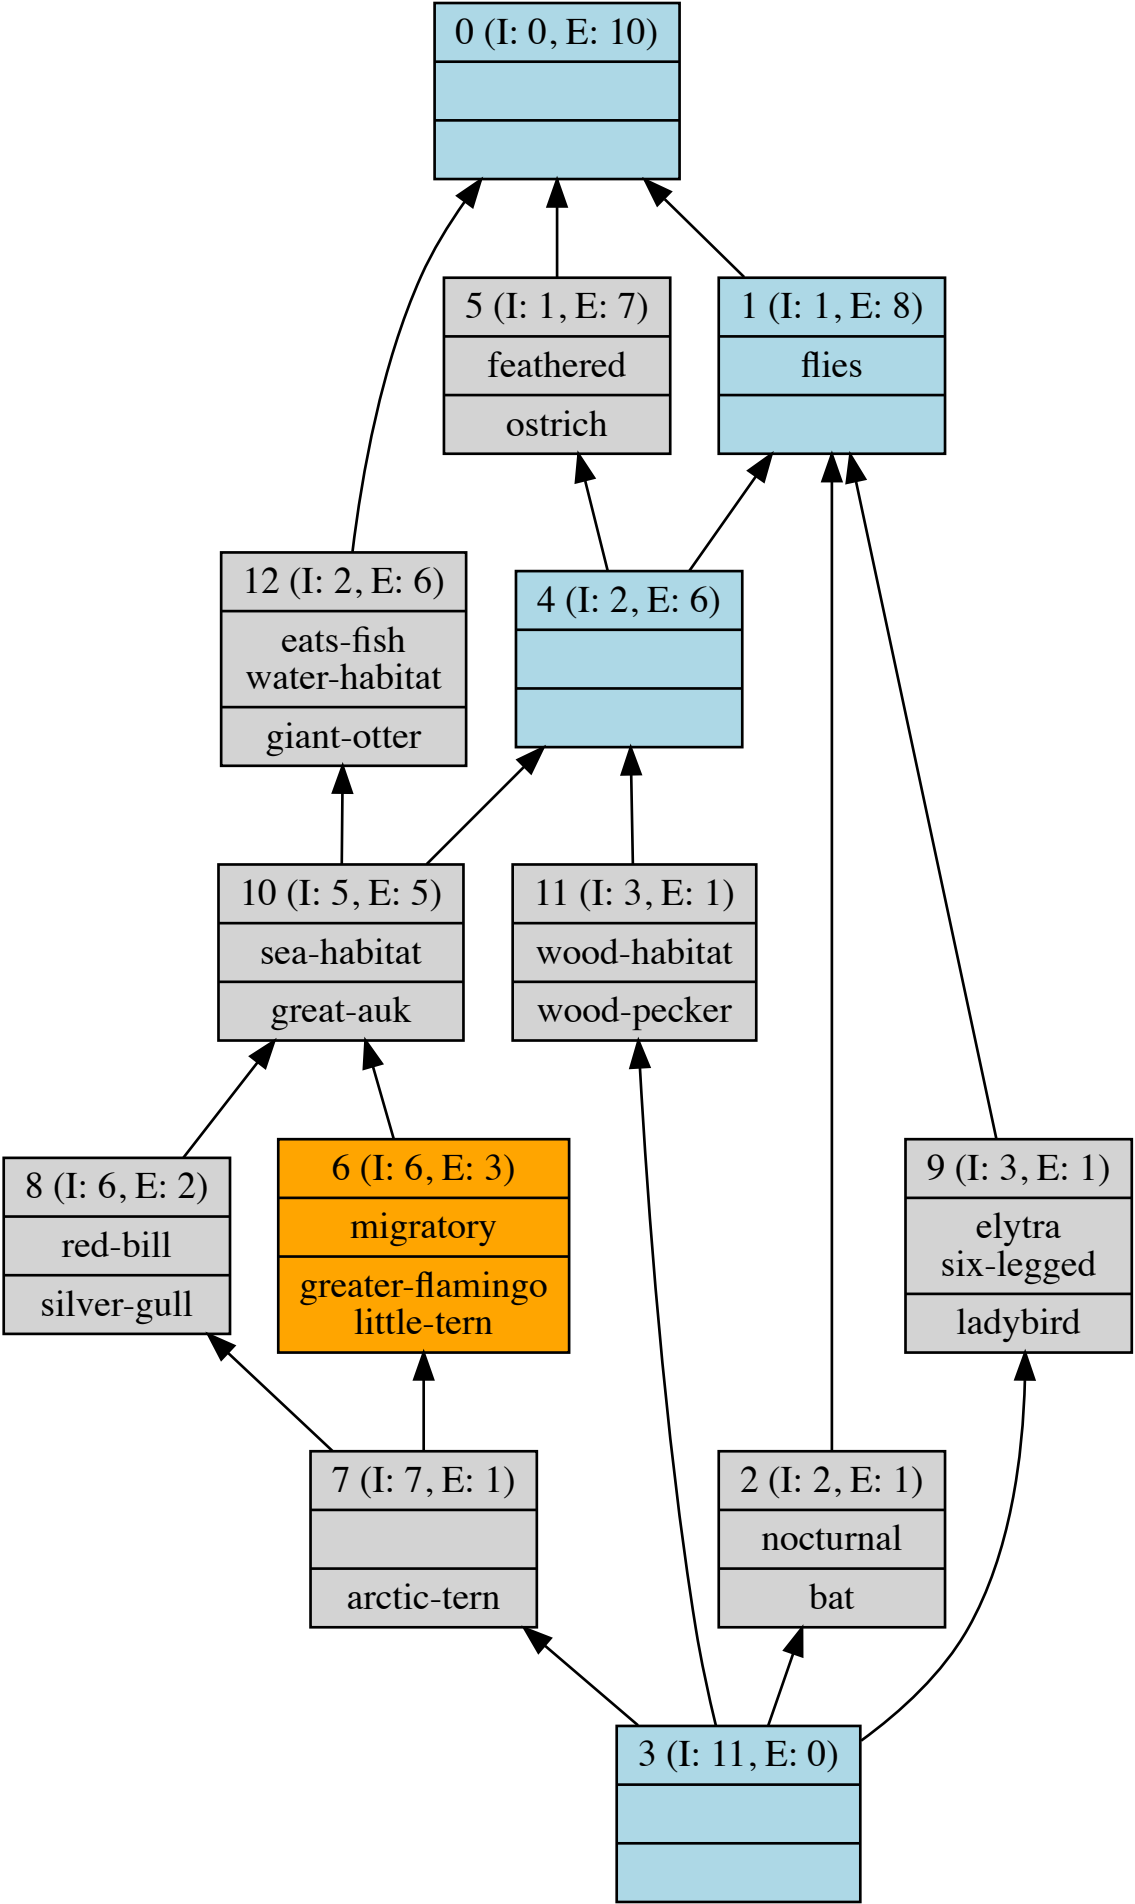 0 (I: 0, E: 10)
5 (I: 1, E: 7)
feathered
ostrich
1 (I: 1, E: 8)
flies
12 (I: 2, E: 6)
eats-fish
water-habitat
giant-otter
4 (I: 2, E: 6)
10 (I: 5, E: 5)
sea-habitat
great-auk
11 (I: 3, E: 1)
wood-habitat
wood-pecker
8 (I: 6, E: 2)
red-bill
silver-gull
6 (I: 6, E: 3)
migratory
greater-flamingo
little-tern
9 (I: 3, E: 1)
elytra
six-legged
ladybird
7 (I: 7, E: 1)
arctic-tern
2 (I: 2, E: 1)
nocturnal
bat
3 (I: 11, E: 0)